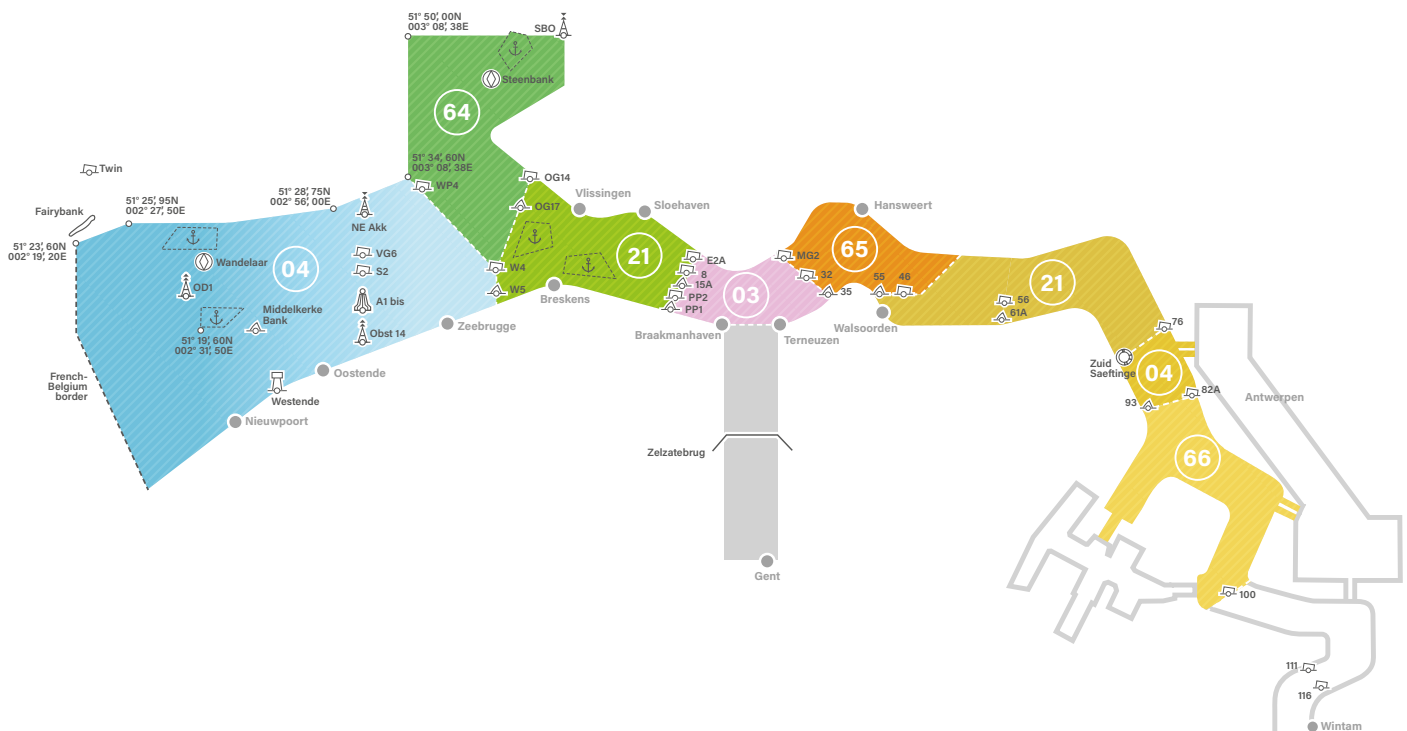 51° 50', 00N
003° 08', 38E
SBO
Steenbank
64
51° 34', 60N
003° 08', 38E
WP4
OG14
OG17
Twin
Fairybank
51° 25', 95N
002° 27', 50E
51° 28', 75N
002° 56', 00E
51° 23', 60N
002° 19', 20E
NE Akk
VG6
S2
A1 bis
Obst 14
Wandelaar
04
OD1
Middelkerke
Bank
51° 19', 60N
002° 31', 50E
French-
Belgium
border
Westende
Nieuwpoort
Oostende
Zeebrugge
W4
W5
Vlissingen
Sloehaven
21
Breskens
E2A
8
15A
PP2
PP1
03
Braakmanhaven
Terneuzen
Zelzatebrug
Gent
MG2
32
35
65
Hansweert
55
46
Walsoorden
21
56
61A
76
Zuid
Saeftinge
04
93
82A
66
Antwerpen
100
111
116
Wintam